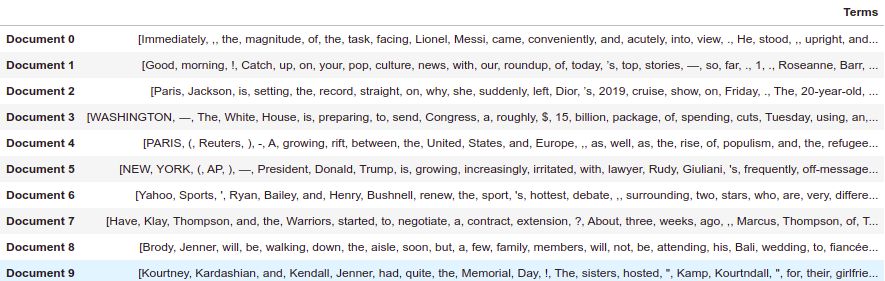 Terms
Document 0 [Immediately, ,, the, magnitude, of, the, task, facing, Lionel, Messi, came, conveniently, and, acutely, into, view, ., He, stood, ,, upright, and...
Document 1 [Good, morning, !, Catch, up, on, your, pop, culture, news, with, our, roundup, of, today, ’s, top, stories, —, so, far, ., 1, ., Roseanne, Barr, ...
Document 2 [Paris, Jackson, is, setting, the, record, straight, on, why, she, suddenly, left, Dior, ’s, 2019, cruise, show, on, Friday, ., The, 20-year-old, ...
Document 3 [WASHINGTON, —, The, White, House, is, preparing, to, send, Congress, a, roughly, $, 15, billion, package, of, spending, cuts, Tuesday, using, an,...
Document 4 [PARIS, (, Reuters, ), -, A, growing, rift, between, the, United, States, and, Europe, ,, as, well, as, the, rise, of, populism, and, the, refugee...
Document 5 [NEW, YORK, (, AP, ), —, President, Donald, Trump, is, growing, increasingly, irritated, with, lawyer, Rudy, Giuliani, 's, frequently, off-message...
Document 6 [Yahoo, Sports, ', Ryan, Bailey, and, Henry, Bushnell, renew, the, sport, 's, hottest, debate, ,, surrounding, two, stars, who, are, very, differe...
Document 7 [Have, Klay, Thompson, and, the, Warriors, started, to, negotiate, a, contract, extension, ?, About, three, weeks, ago, ,, Marcus, Thompson, of, T...
Document 8 [Brody, Jenner, will, be, walking, down, the, aisle, soon, but, a, few, family, members, will, not, be, attending, his, Bali, wedding, to, fiancée...
Document 9 [Kourtney, Kardashian, and, Kendall, Jenner, had, quite, the, Memorial, Day, !, The, sisters, hosted, ", Kamp, Kourtndall, ", for, their, girlfrie...